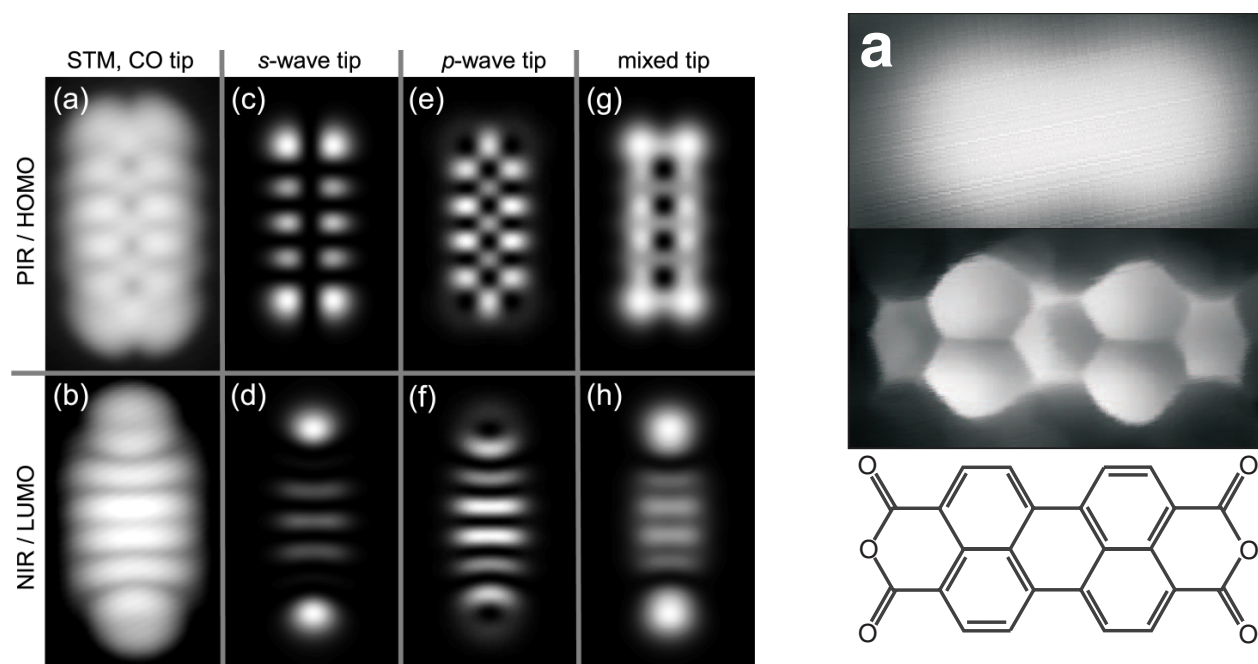 STM, CO tip s-wave tip p-wave tip mixed tip
PIR / HOMO
(a) (c) (e) (g)
NIR / LUMO
(b) (d) (f) (h)
a
O O
O O
O O